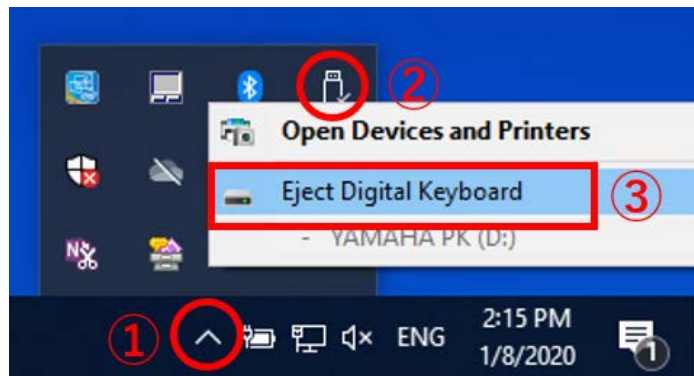 ②
Open Devices and Printers
Eject Digital Keyboard
③
- YAMAHA PK (D:)
N
①
ENG
2:15 PM
1/8/2020
1